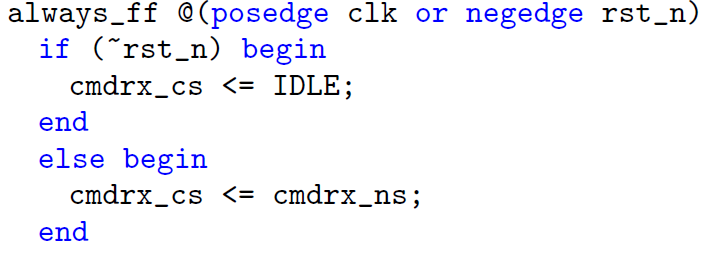 always_ff @(posedge clk or negedge rst_n)
if (~rst_n) begin
cmdrx_cs <= IDLE;
end
else begin
cmdrx_cs <= cmdrx_ns;
end